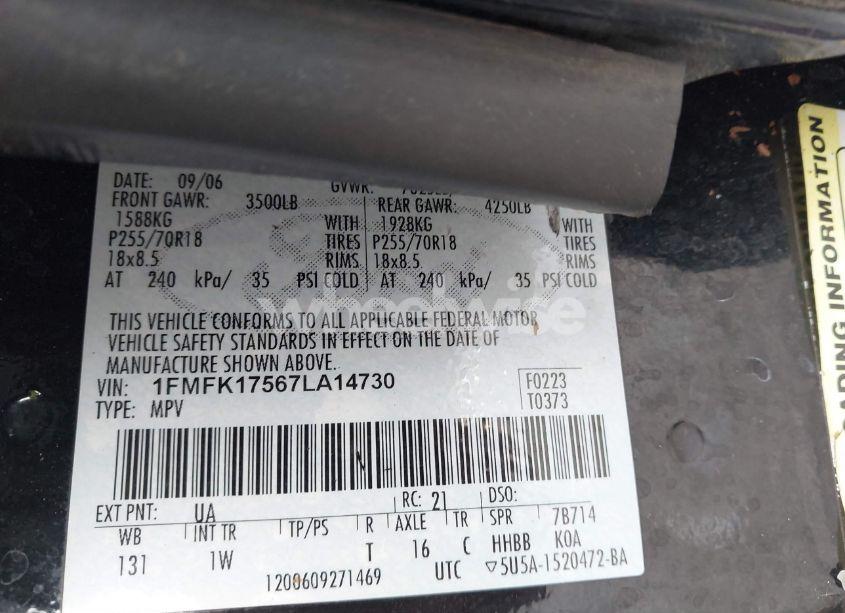 DATE: 09/06 GVWR:
FRONT GAWR: 3500LB REAR GAWR: 4250LB
1588KG WITH 1928KG WITH
P255/70R18 TIRES P255/70R18 TIRES
18x8.5 RIMS 18x8.5 RIMS
AT 240 kPa/ 35 PSI COLD AT 240 kPa/ 35 PSI COLD
wheelwise
THIS VEHICLE CONFORMS TO ALL APPLICABLE FEDERAL MOTOR
VEHICLE SAFETY STANDARDS IN EFFECT ON THE DATE OF
MANUFACTURE SHOWN ABOVE.
VIN: 1FMFK17567LA14730 F0223
TYPE: MPV T0373
EXT PNT: UA RC: 21 DSO:
WB INT TR TP/PS R AXLE TR SPR 7B714
131 1W T 16 C HHBB KOA
1200609271469 UTC ▽5U5A-1520472-BA
ADING INFORMATION